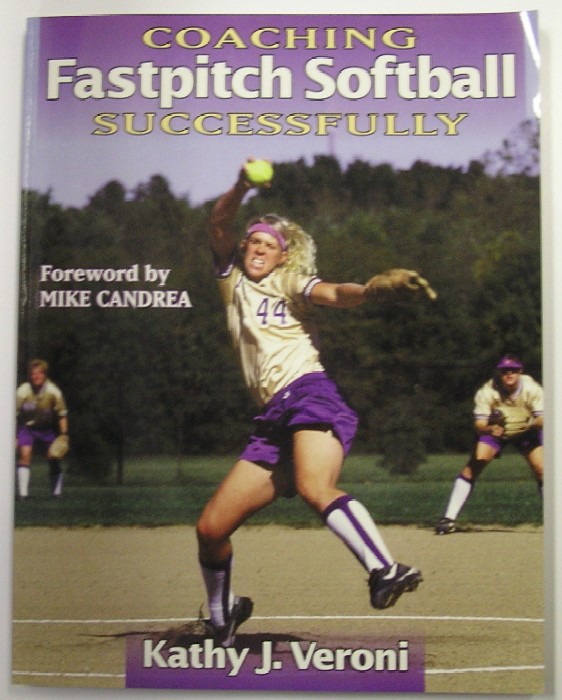 COACHING
Fastpitch Softball
SUCCESSFULLY
Foreword by
MIKE CANDREA
44
Kathy J. Veroni